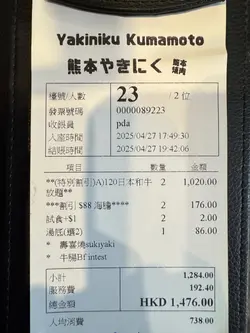 Yakiniku Kumamoto
熊本やきにく 熊本燒肉
檯號/人數 23 /2位
發票號碼 0000089223
收銀員 pda
入座時間 2025/04/27 17:49:30
結賬時間 2025/04/27 19:42:06
項目 數量 金額
**(特別割引)A)120日本和牛 2 1,020.00
放題**
***割引 $88 海膽**** 2 176.00
試食+$1 2 2.00
湯底(選2) 1 86.00
* 壽喜燒sukiyaki
* 牛腸Bf intest
小計 1,284.00
服務費 192.40
總金額 HKD 1,476.00
人均消費 738.00